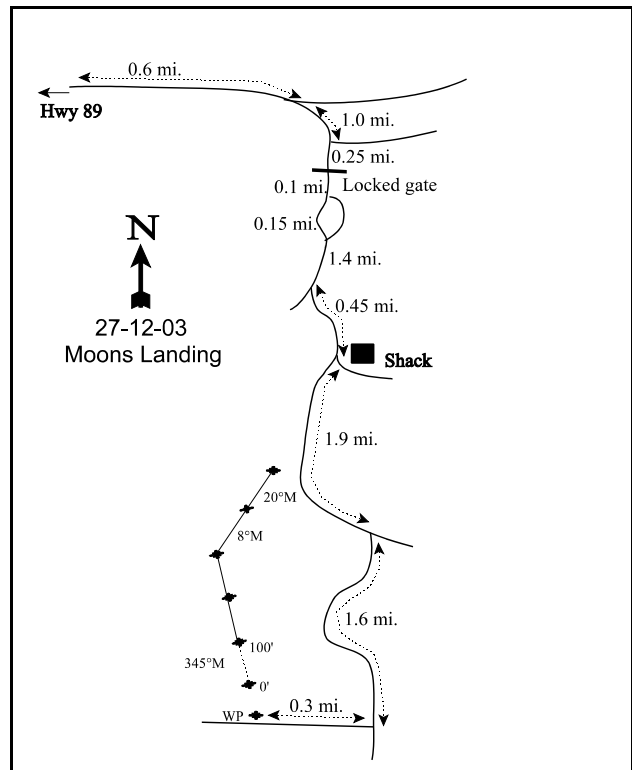 0.6 mi.
Hwy 89
1.0 mi.
0.25 mi.
0.1 mi.
Locked gate
0.15 mi.
N
1.4 mi.
0.45 mi.
27-12-03
Moons Landing
Shack
1.9 mi.
20°M
8°M
1.6 mi.
100'
345°M
0'
0.3 mi.
WP